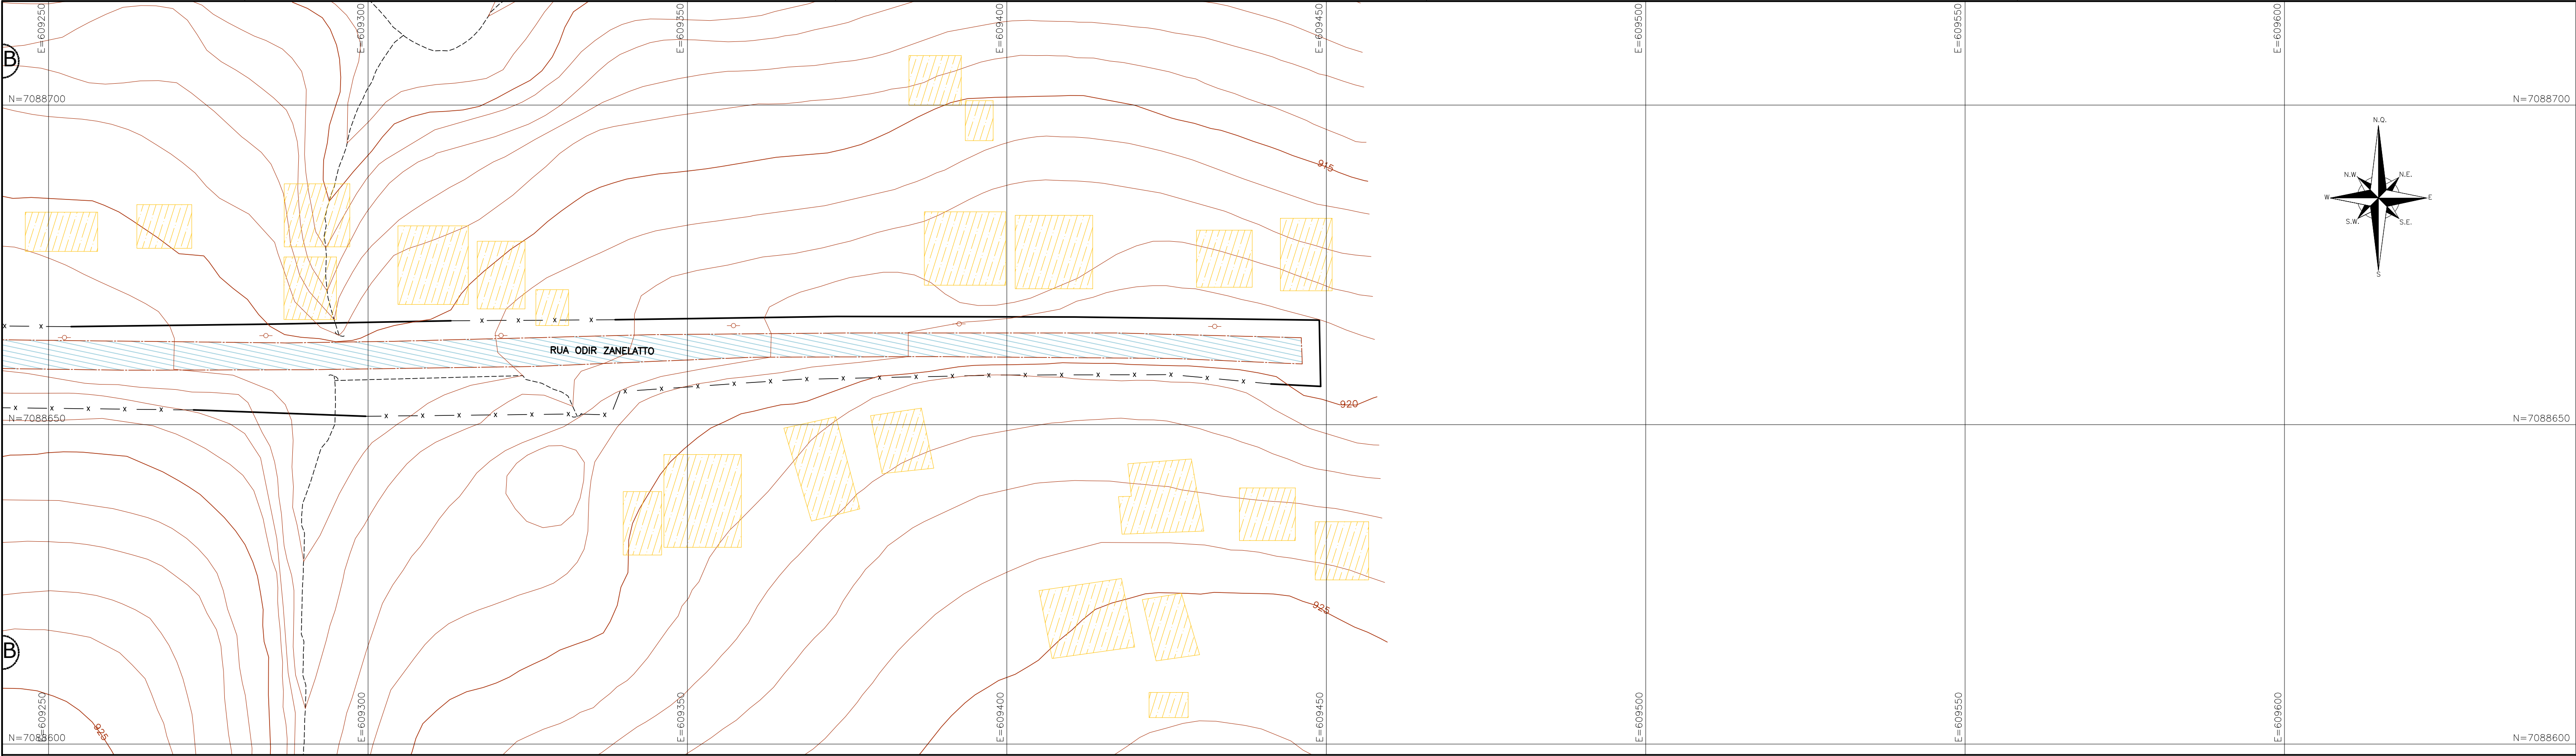 E=609250
E=609300
E=609350
E=609400
E=609450
E=609500
E=609550
E=609600
B
N=7088700
N=7088700
N.Q.
N.W.
N.E.
W
E
S.W.
S.E.
S
915
X X X X X X
RUA ODIR ZANELATTO
920
X X X X X X X X X X X X X X X X X X X X X X X X X X X X X
N=7088650
N=7088650
925
B
925
E=609250
E=609300
E=609350
E=609400
E=609450
E=609500
E=609550
E=609600
N=7088600
N=7088600